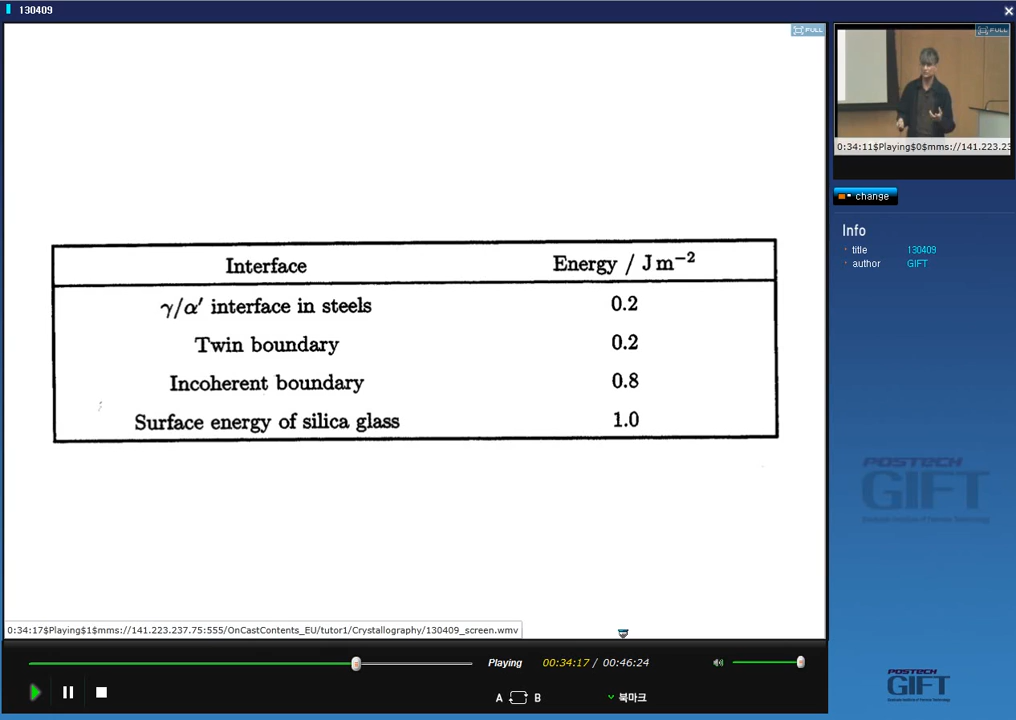 130409
FULL
FULL
Interface Energy / J m⁻²
γ/α′ interface in steels 0.2
Twin boundary 0.2
Incoherent boundary 0.8
Surface energy of silica glass 1.0
0:34:17$Playing$1$mms://141.223.237.75:555/OnCastContents_EU/tutor1/Crystallography/130409_screen.wmv
Playing 00:34:17 / 00:46:24
A B 북마크
0:34:11$Playing$0$mms://141.223.23
change
Info
title 130409
author GIFT
POSTECH
GIFT
POSTECH
GIFT